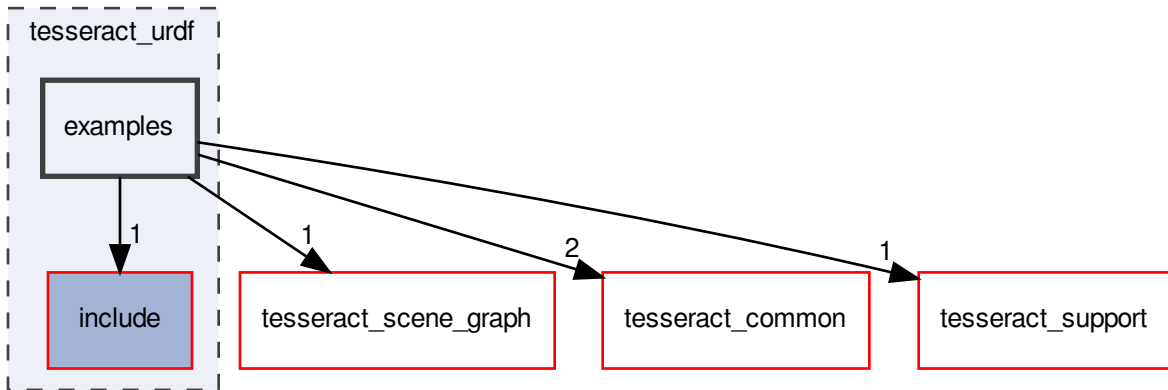 tesseract_urdf
examples
1
1
2
1
include
tesseract_scene_graph
tesseract_common
tesseract_support